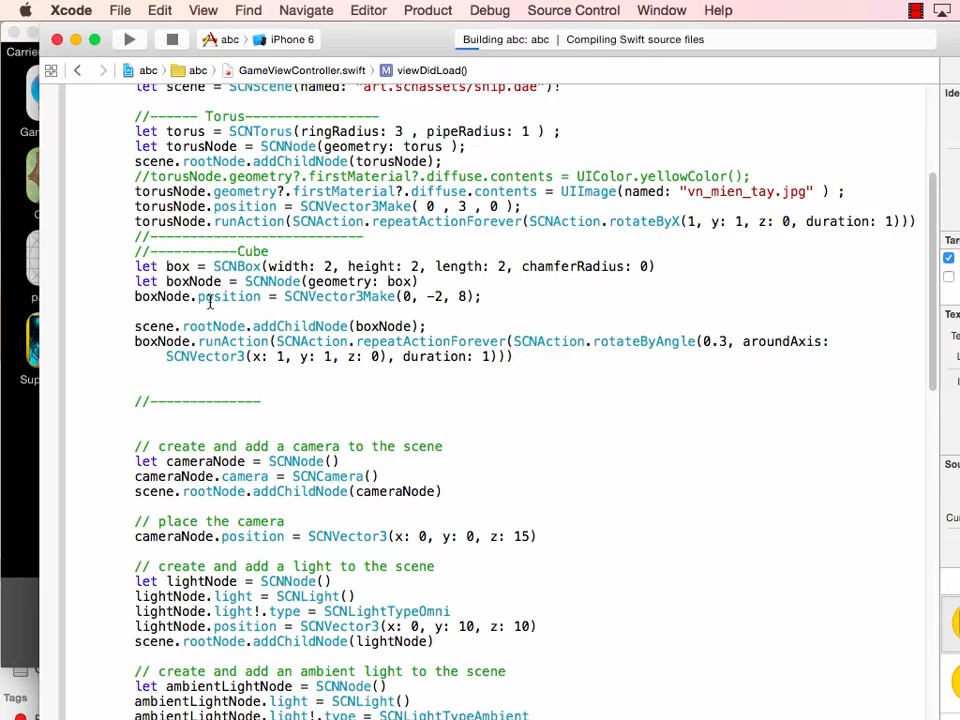 Xcode File Edit View Find Navigate Editor Product Debug Source Control Window Help
abc iPhone 6 Building abc: abc | Compiling Swift source files
abc abc GameViewController.swift viewDidLoad()
Carrier
let scene = SCNScene(named: "art.scnassets/ship.dae")!
//------ Torus-----------------
let torus = SCNTorus(ringRadius: 3 , pipeRadius: 1 ) ;
let torusNode = SCNNode(geometry: torus );
scene.rootNode.addChildNode(torusNode);
//torusNode.geometry?.firstMaterial?.diffuse.contents = UIColor.yellowColor();
torusNode.geometry?.firstMaterial?.diffuse.contents = UIImage(named: "vn_mien_tay.jpg" ) ;
torusNode.position = SCNVector3Make( 0 , 3 , 0 );
torusNode.runAction(SCNAction.repeatActionForever(SCNAction.rotateByX(1, y: 1, z: 0, duration: 1)))
//---------------------------
//-----------Cube
let box = SCNBox(width: 2, height: 2, length: 2, chamferRadius: 0)
let boxNode = SCNNode(geometry: box)
boxNode.position = SCNVector3Make(0, -2, 8);
scene.rootNode.addChildNode(boxNode);
boxNode.runAction(SCNAction.repeatActionForever(SCNAction.rotateByAngle(0.3, aroundAxis:
SCNVector3(x: 1, y: 1, z: 0), duration: 1)))
//--------------
// create and add a camera to the scene
let cameraNode = SCNNode()
cameraNode.camera = SCNCamera()
scene.rootNode.addChildNode(cameraNode)
// place the camera
cameraNode.position = SCNVector3(x: 0, y: 0, z: 15)
// create and add a light to the scene
let lightNode = SCNNode()
lightNode.light = SCNLight()
lightNode.light!.type = SCNLightTypeOmni
lightNode.position = SCNVector3(x: 0, y: 10, z: 10)
scene.rootNode.addChildNode(lightNode)
// create and add an ambient light to the scene
let ambientLightNode = SCNNode()
ambientLightNode.light = SCNLight()
ambientLightNode.light!.type = SCNLightTypeAmbient
Tags